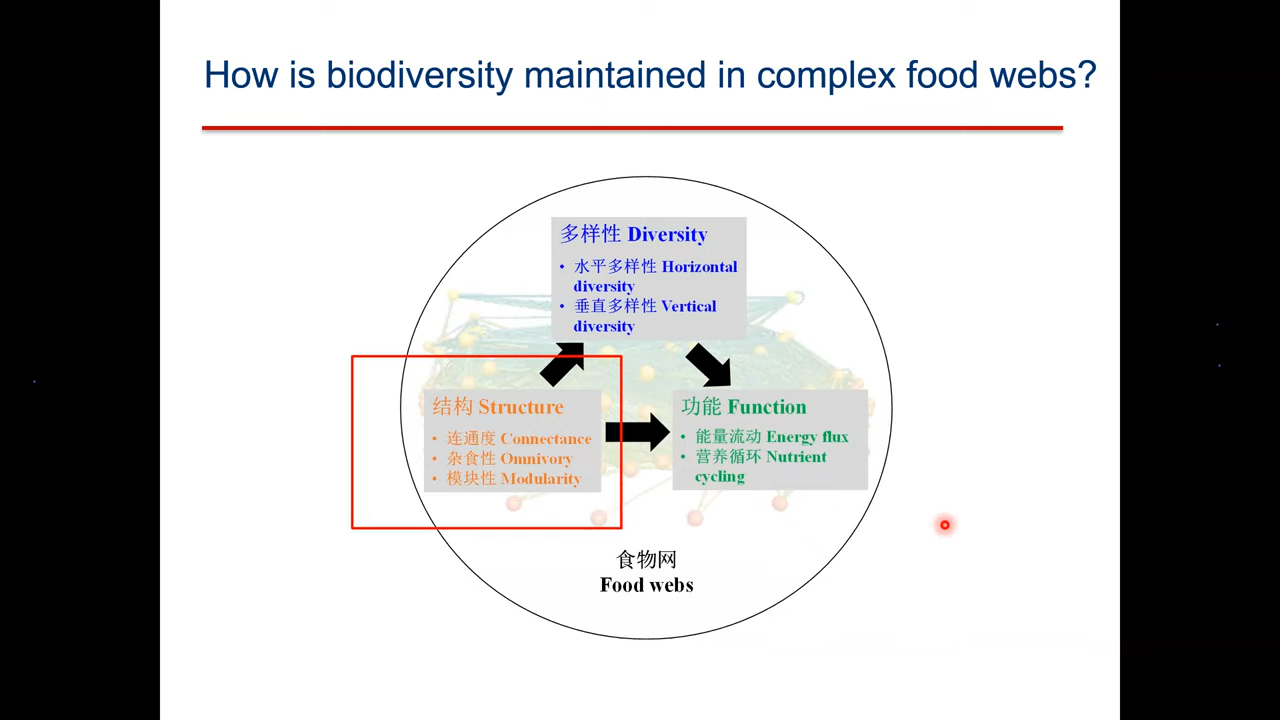 How is biodiversity maintained in complex food webs?
多样性 Diversity
• 水平多样性 Horizontal
diversity
• 垂直多样性 Vertical
diversity
结构 Structure
• 连通度 Connectance
• 杂食性 Omnivory
• 模块性 Modularity
功能 Function
• 能量流动 Energy flux
• 营养循环 Nutrient
cycling
食物网
Food webs